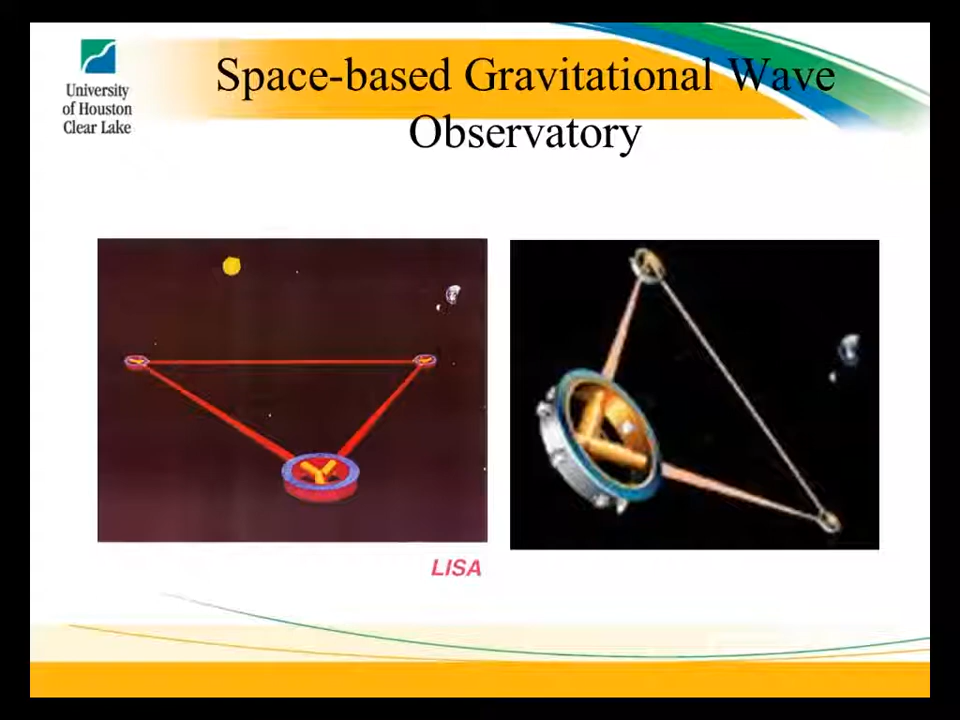 University
of Houston
Clear Lake
Space-based Gravitational Wave
Observatory
LISA